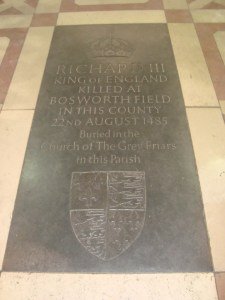 RICHARD III
KING OF ENGLAND
KILLED AT
BOSWORTH FIELD
IN THIS COUNTY
22ND AUGUST 1485
Buried in the
Church of The Grey Friars
in this Parish